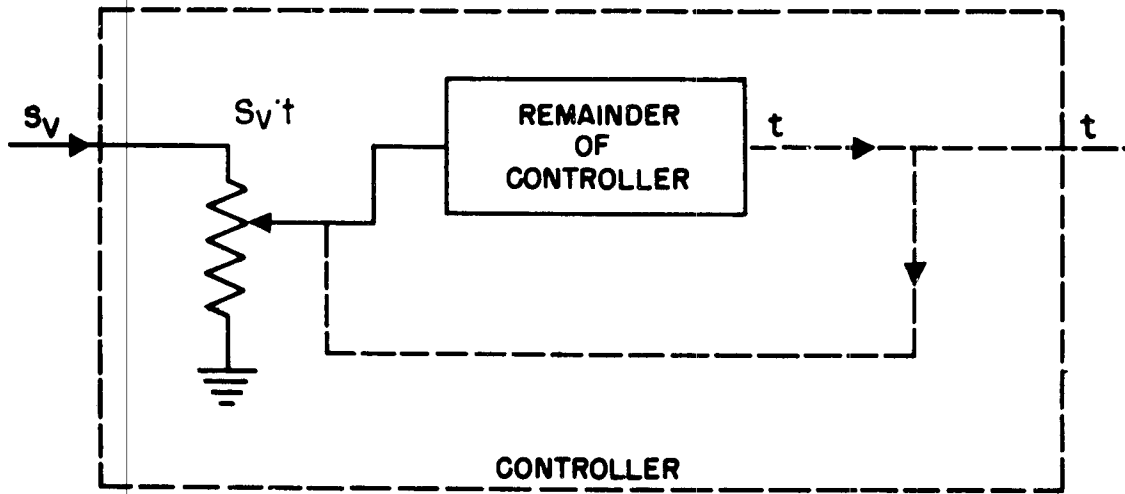 Sv
Sv·t
REMAINDER
OF
CONTROLLER
t
t
CONTROLLER